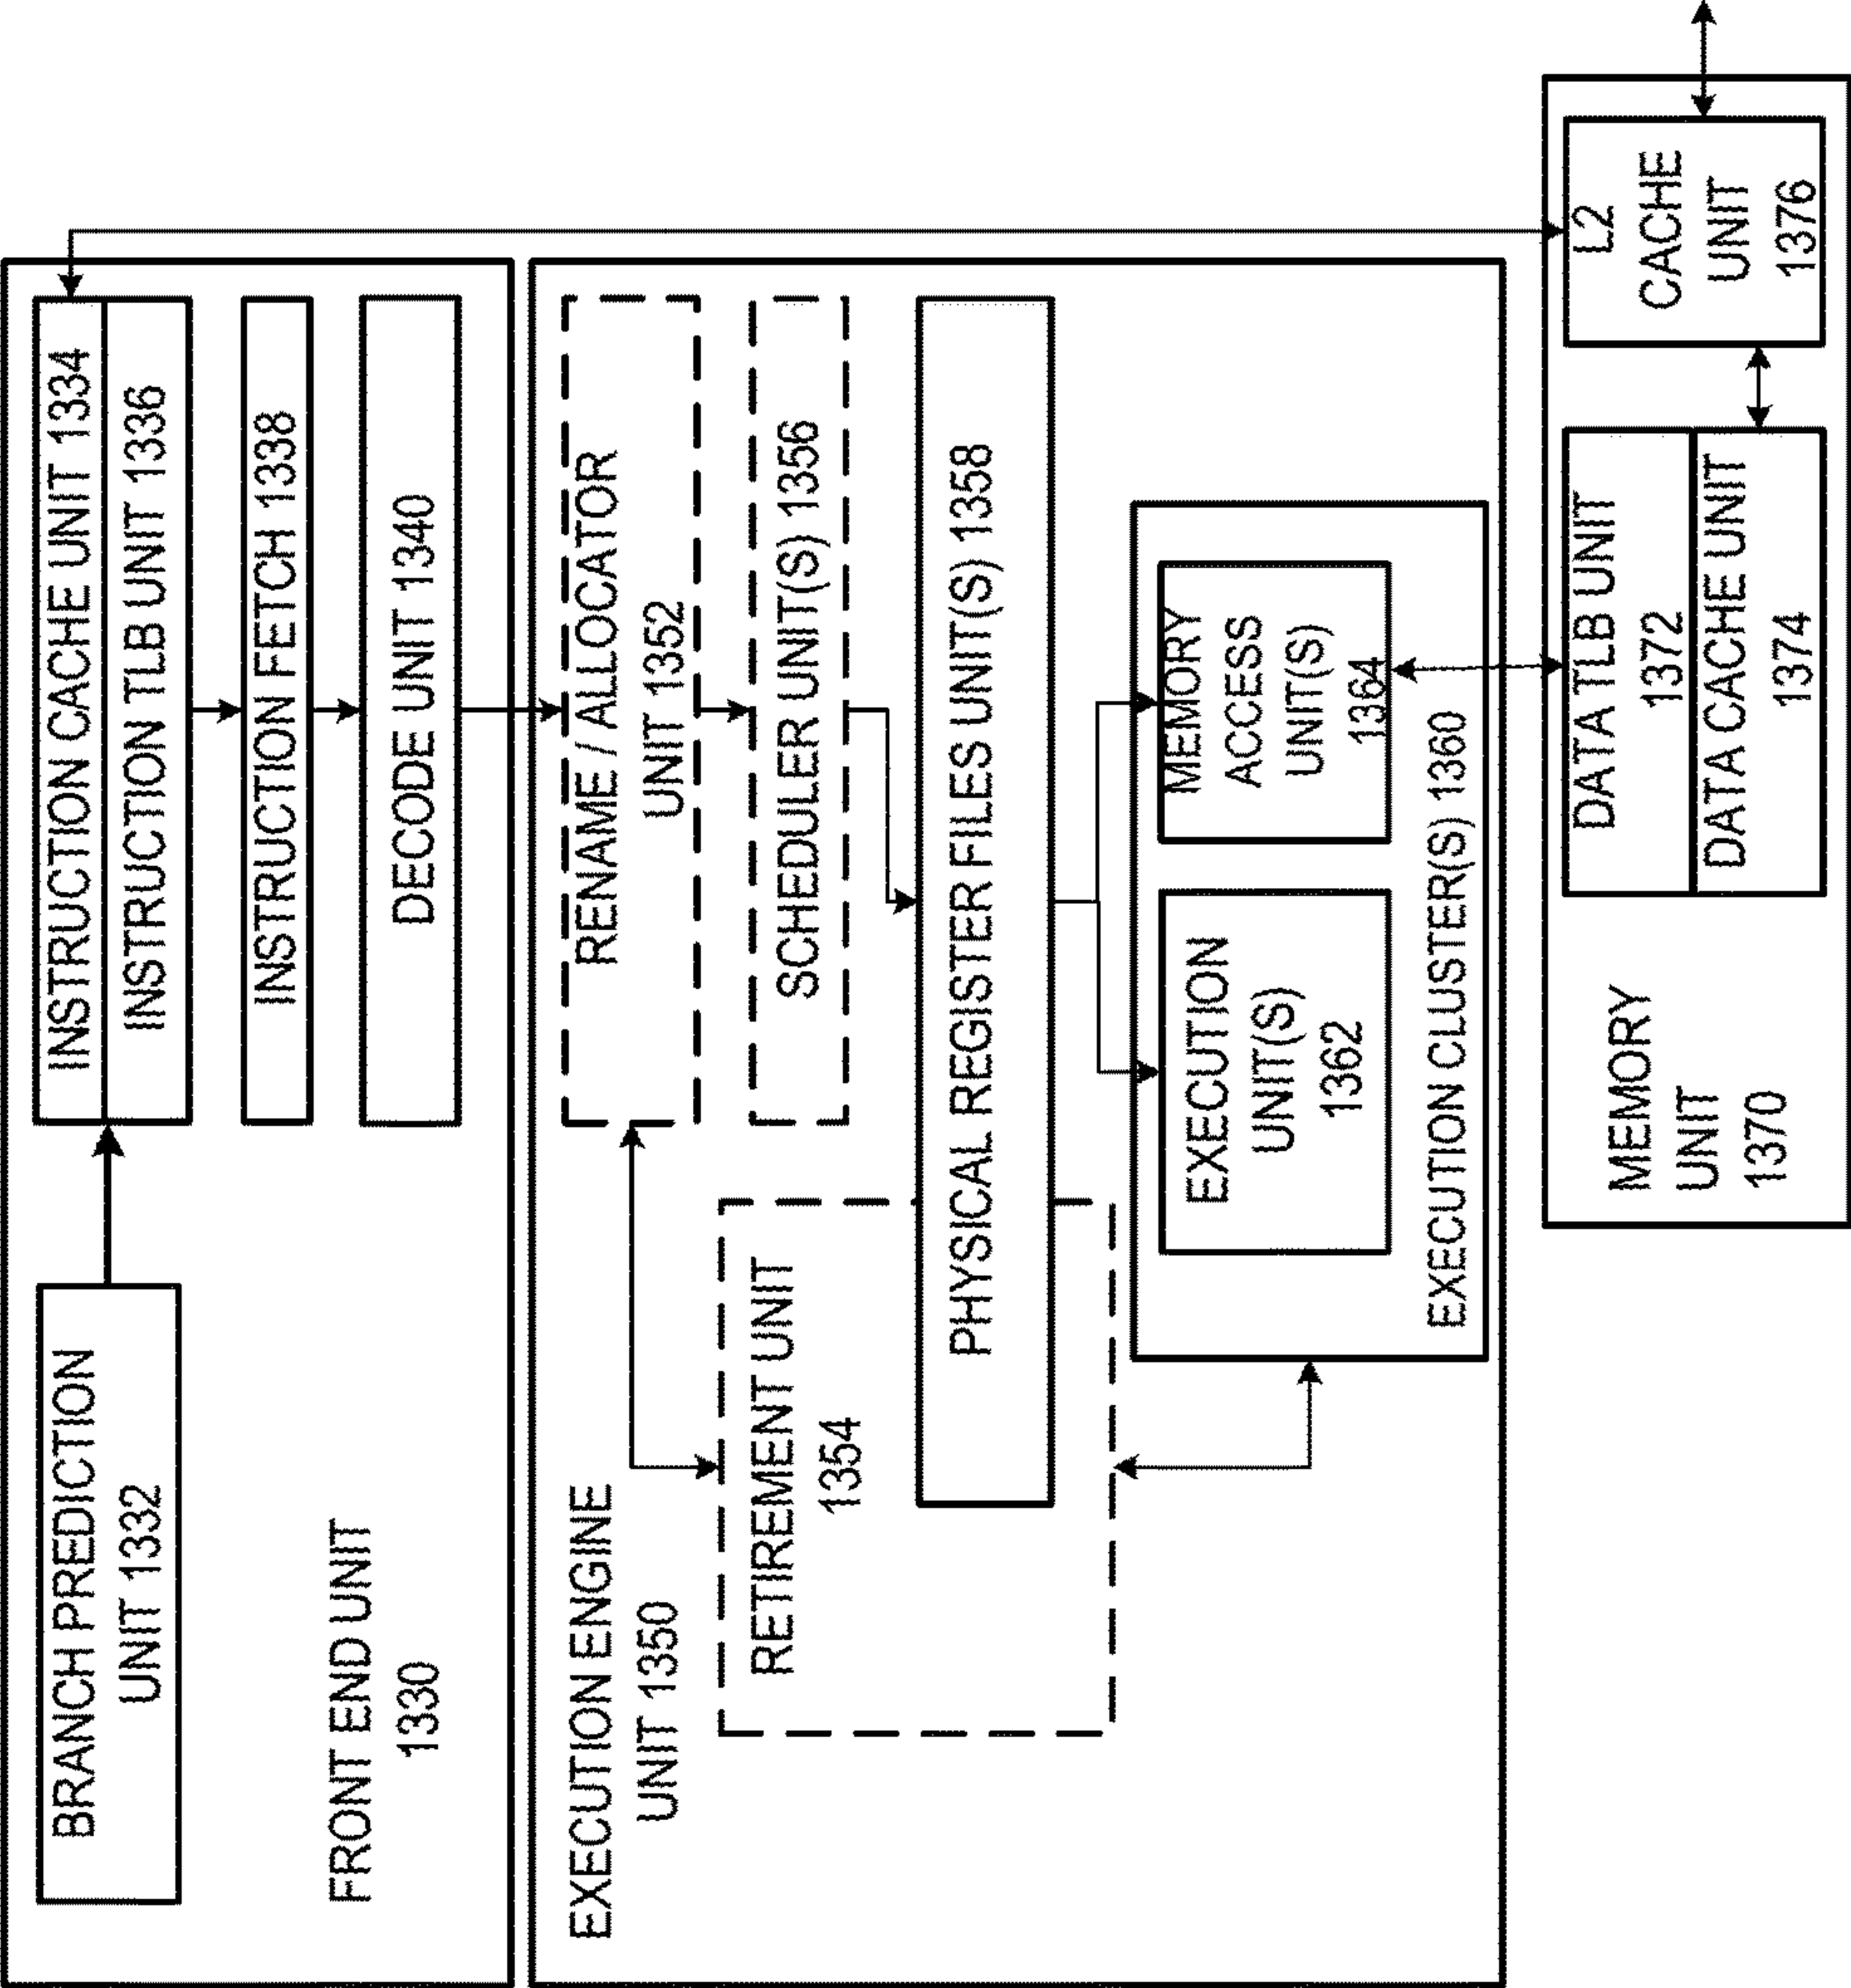 BRANCH PREDICTION
UNIT 1332
INSTRUCTION CACHE UNIT 1334
INSTRUCTION TLB UNIT 1336
INSTRUCTION FETCH 1338
DECODE UNIT 1340
FRONT END UNIT
1330
EXECUTION ENGINE
UNIT 1350
RENAME / ALLOCATOR
UNIT 1352
RETIREMENT UNIT
1354
SCHEDULER UNIT(S) 1356
PHYSICAL REGISTER FILES UNIT(S) 1358
EXECUTION
UNIT(S)
1362
MEMORY
ACCESS
UNIT(S)
1364
EXECUTION CLUSTER(S) 1360
MEMORY
UNIT
1370
DATA TLB UNIT
1372
DATA CACHE UNIT
1374
L2
CACHE
UNIT
1376